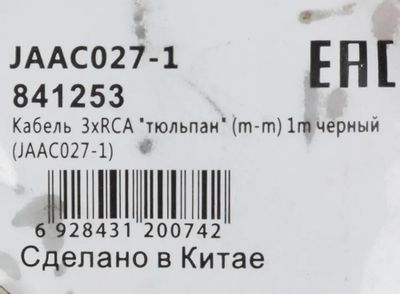 JAAC027-1
EAC
841253
Кабель 3xRCA "тюльпан" (m-m) 1m черный
(JAAC027-1)
6 928431 200742
Сделано в Китае